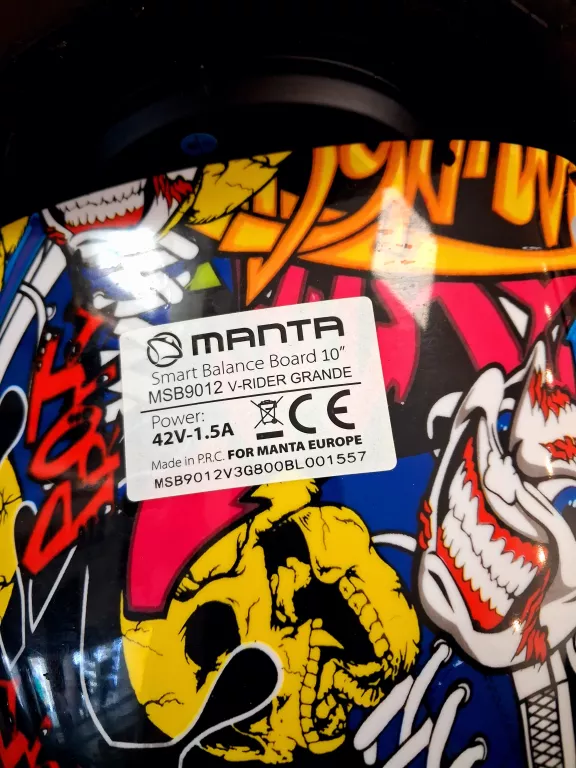 MANTA
Smart Balance Board 10"
MSB9012 V-RIDER GRANDE
Power:
42V-1.5A
CE
Made in P.R.C. FOR MANTA EUROPE
MSB9012V3G800BL001557